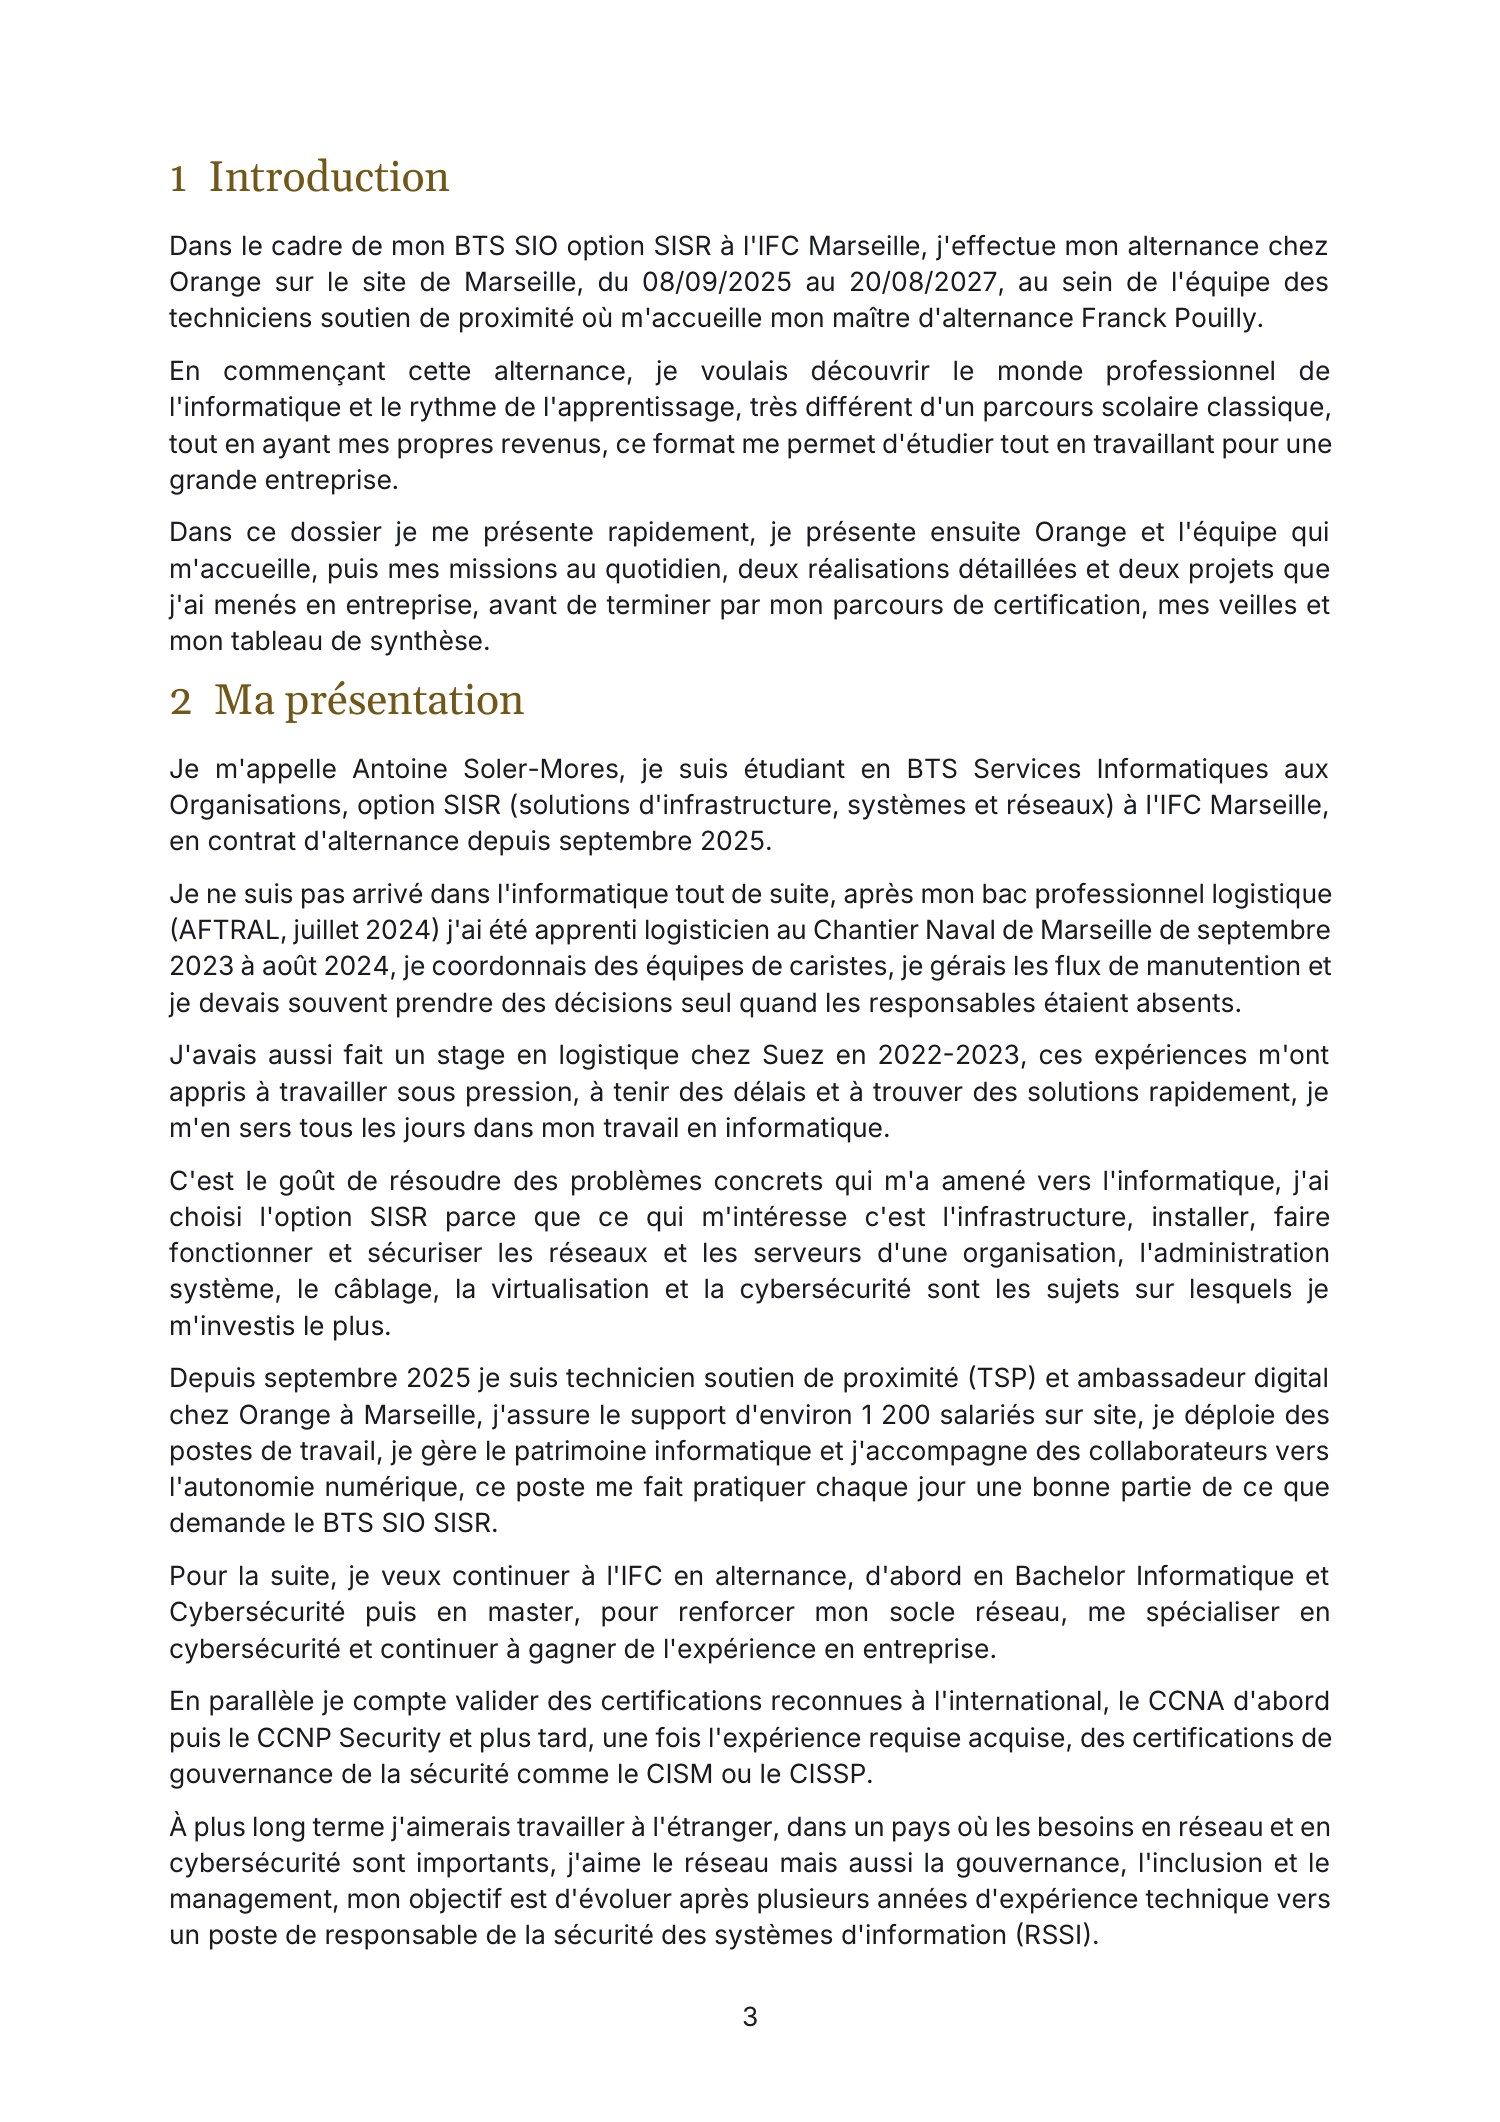 1 Introduction
Dans le cadre de mon BTS SIO option SISR à l'IFC Marseille, j'effectue mon alternance chez
Orange sur le site de Marseille, du 08/09/2025 au 20/08/2027, au sein de l'équipe des
techniciens soutien de proximité où m'accueille mon maître d'alternance Franck Pouilly.
En commençant cette alternance, je voulais découvrir le monde professionnel de
l'informatique et le rythme de l'apprentissage, très différent d'un parcours scolaire classique,
tout en ayant mes propres revenus, ce format me permet d'étudier tout en travaillant pour une
grande entreprise.
Dans ce dossier je me présente rapidement, je présente ensuite Orange et l'équipe qui
m'accueille, puis mes missions au quotidien, deux réalisations détaillées et deux projets que
j'ai menés en entreprise, avant de terminer par mon parcours de certification, mes veilles et
mon tableau de synthèse.
2 Ma présentation
Je m'appelle Antoine Soler-Mores, je suis étudiant en BTS Services Informatiques aux
Organisations, option SISR (solutions d'infrastructure, systèmes et réseaux) à l'IFC Marseille,
en contrat d'alternance depuis septembre 2025.
Je ne suis pas arrivé dans l'informatique tout de suite, après mon bac professionnel logistique
(AFTRAL, juillet 2024) j'ai été apprenti logisticien au Chantier Naval de Marseille de septembre
2023 à août 2024, je coordonnais des équipes de caristes, je gérais les flux de manutention et
je devais souvent prendre des décisions seul quand les responsables étaient absents.
J'avais aussi fait un stage en logistique chez Suez en 2022-2023, ces expériences m'ont
appris à travailler sous pression, à tenir des délais et à trouver des solutions rapidement, je
m'en sers tous les jours dans mon travail en informatique.
C'est le goût de résoudre des problèmes concrets qui m'a amené vers l'informatique, j'ai
choisi l'option SISR parce que ce qui m'intéresse c'est l'infrastructure, installer, faire
fonctionner et sécuriser les réseaux et les serveurs d'une organisation, l'administration
système, le câblage, la virtualisation et la cybersécurité sont les sujets sur lesquels je
m'investis le plus.
Depuis septembre 2025 je suis technicien soutien de proximité (TSP) et ambassadeur digital
chez Orange à Marseille, j'assure le support d'environ 1 200 salariés sur site, je déploie des
postes de travail, je gère le patrimoine informatique et j'accompagne des collaborateurs vers
l'autonomie numérique, ce poste me fait pratiquer chaque jour une bonne partie de ce que
demande le BTS SIO SISR.
Pour la suite, je veux continuer à l'IFC en alternance, d'abord en Bachelor Informatique et
Cybersécurité puis en master, pour renforcer mon socle réseau, me spécialiser en
cybersécurité et continuer à gagner de l'expérience en entreprise.
En parallèle je compte valider des certifications reconnues à l'international, le CCNA d'abord
puis le CCNP Security et plus tard, une fois l'expérience requise acquise, des certifications de
gouvernance de la sécurité comme le CISM ou le CISSP.
À plus long terme j'aimerais travailler à l'étranger, dans un pays où les besoins en réseau et en
cybersécurité sont importants, j'aime le réseau mais aussi la gouvernance, l'inclusion et le
management, mon objectif est d'évoluer après plusieurs années d'expérience technique vers
un poste de responsable de la sécurité des systèmes d'information (RSSI).
3